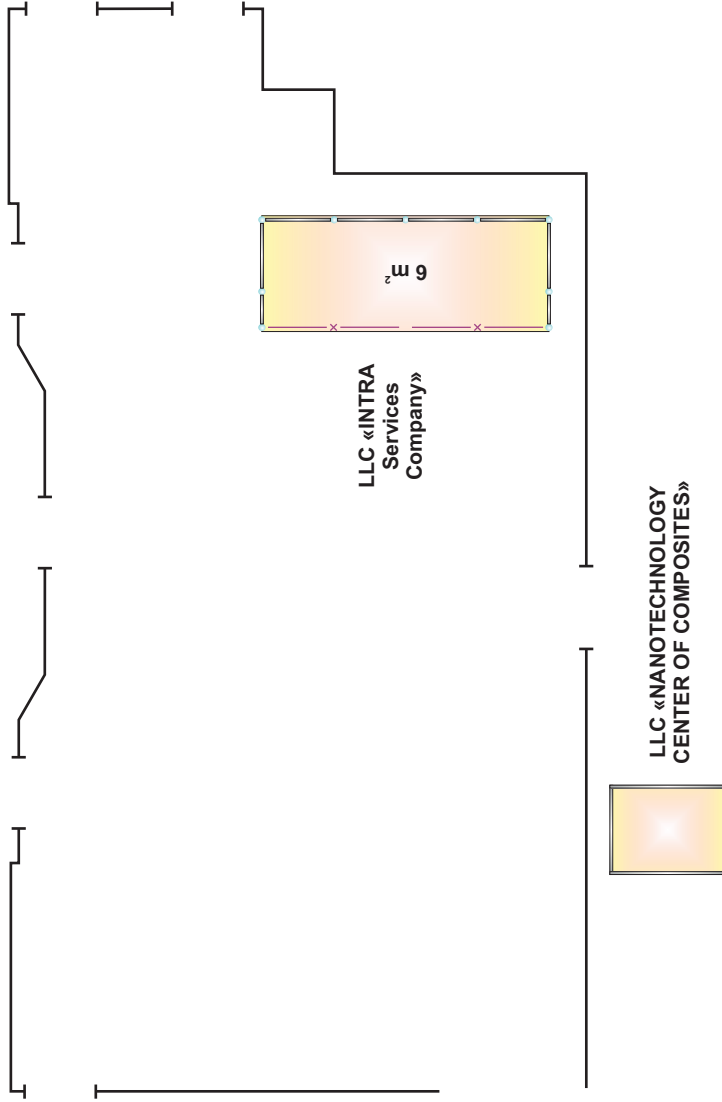 6 m²
LLC «INTRA
Services
Company»
LLC «NANOTECHNOLOGY
CENTER OF COMPOSITES»